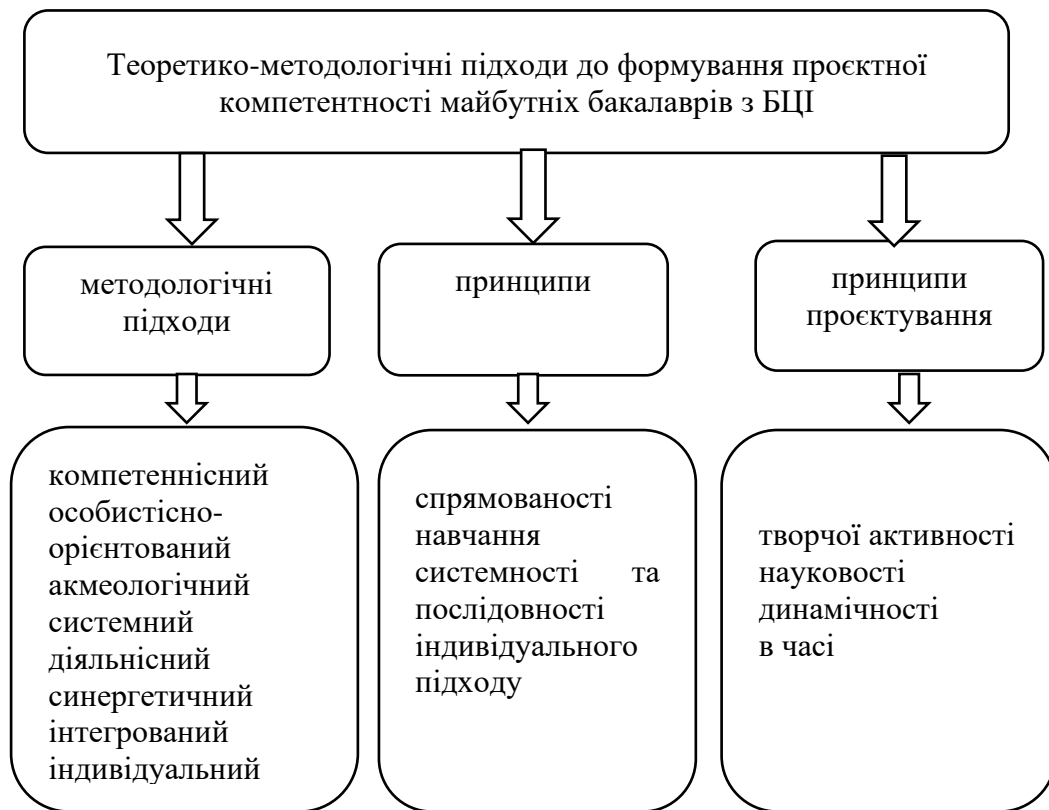 Теоретико-методологічні підходи до формування проєктної
компетентності майбутніх бакалаврів з БЦІ
методологічні
підходи
принципи
принципи
проєктування
компетеннісний
особистісно-
орієнтований
акмеологічний
системний
діяльнісний
синергетичний
інтегрований
індивідуальний
спрямованості
навчання
системності та
послідовності
індивідуального
підходу
творчої активності
науковості
динамічності
в часі